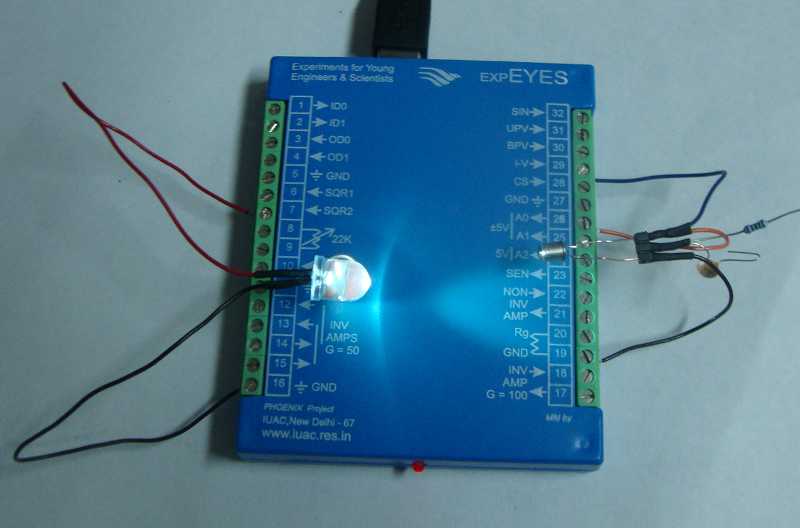 Experiments for Young
Engineers & Scientists
EXPEYES
1 ID0
2 ID1
3 OD0
4 OD1
5 GND
6 SQR1
7 SQR2
8
9
22K
10
12
13
14
15
INV
AMPS
G = 50
16 GND
PHOENIX Project
IUAC,New Delhi - 67
www.iuac.res.in
SIN 32
UPV 31
BPV 30
I-V 29
CS 28
GND 27
A0 26
±5V
A1 25
5V A2
SEN 23
NON 22
INV
AMP 21
Rg 20
GND 19
INV 18
AMP
G = 100 17